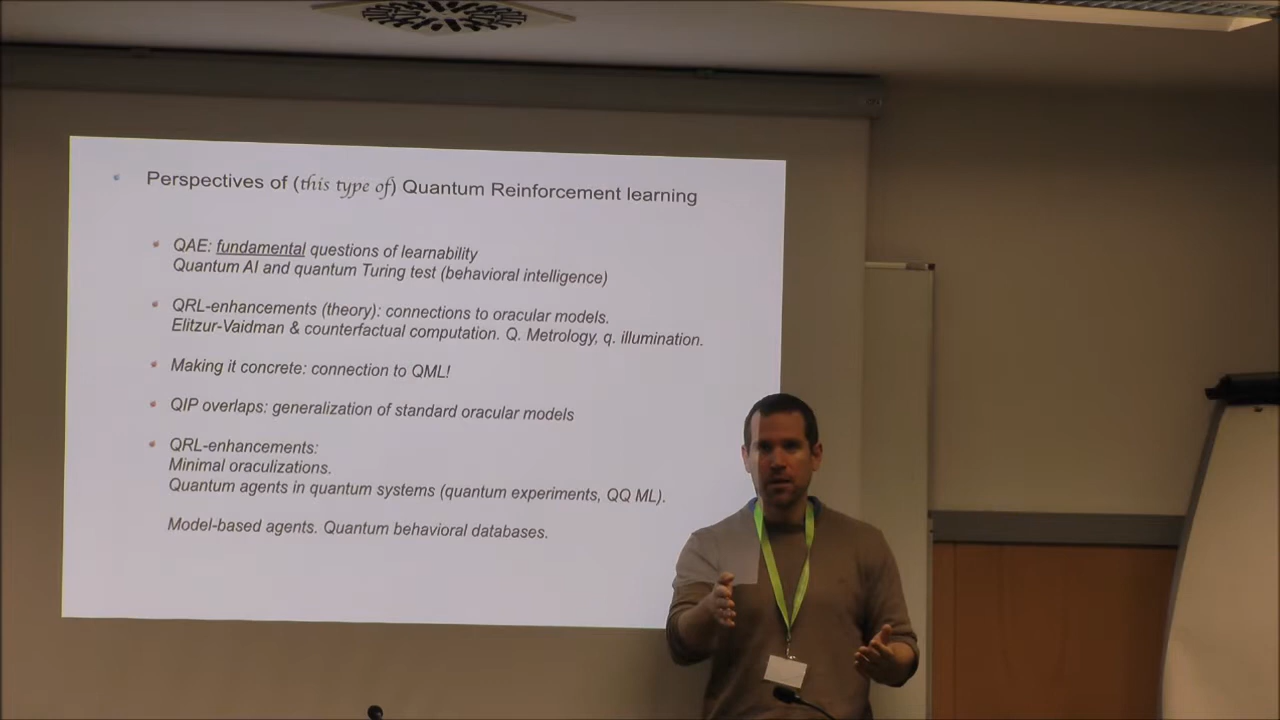 Perspectives of (this type of) Quantum Reinforcement learning
QAE: fundamental questions of learnability
Quantum AI and quantum Turing test (behavioral intelligence)
QRL-enhancements (theory): connections to oracular models.
Elitzur-Vaidman & counterfactual computation. Q. Metrology, q. illumination.
Making it concrete: connection to QML!
QIP overlaps: generalization of standard oracular models
QRL-enhancements:
Minimal oraculizations.
Quantum agents in quantum systems (quantum experiments, QQ ML).
Model-based agents. Quantum behavioral databases.